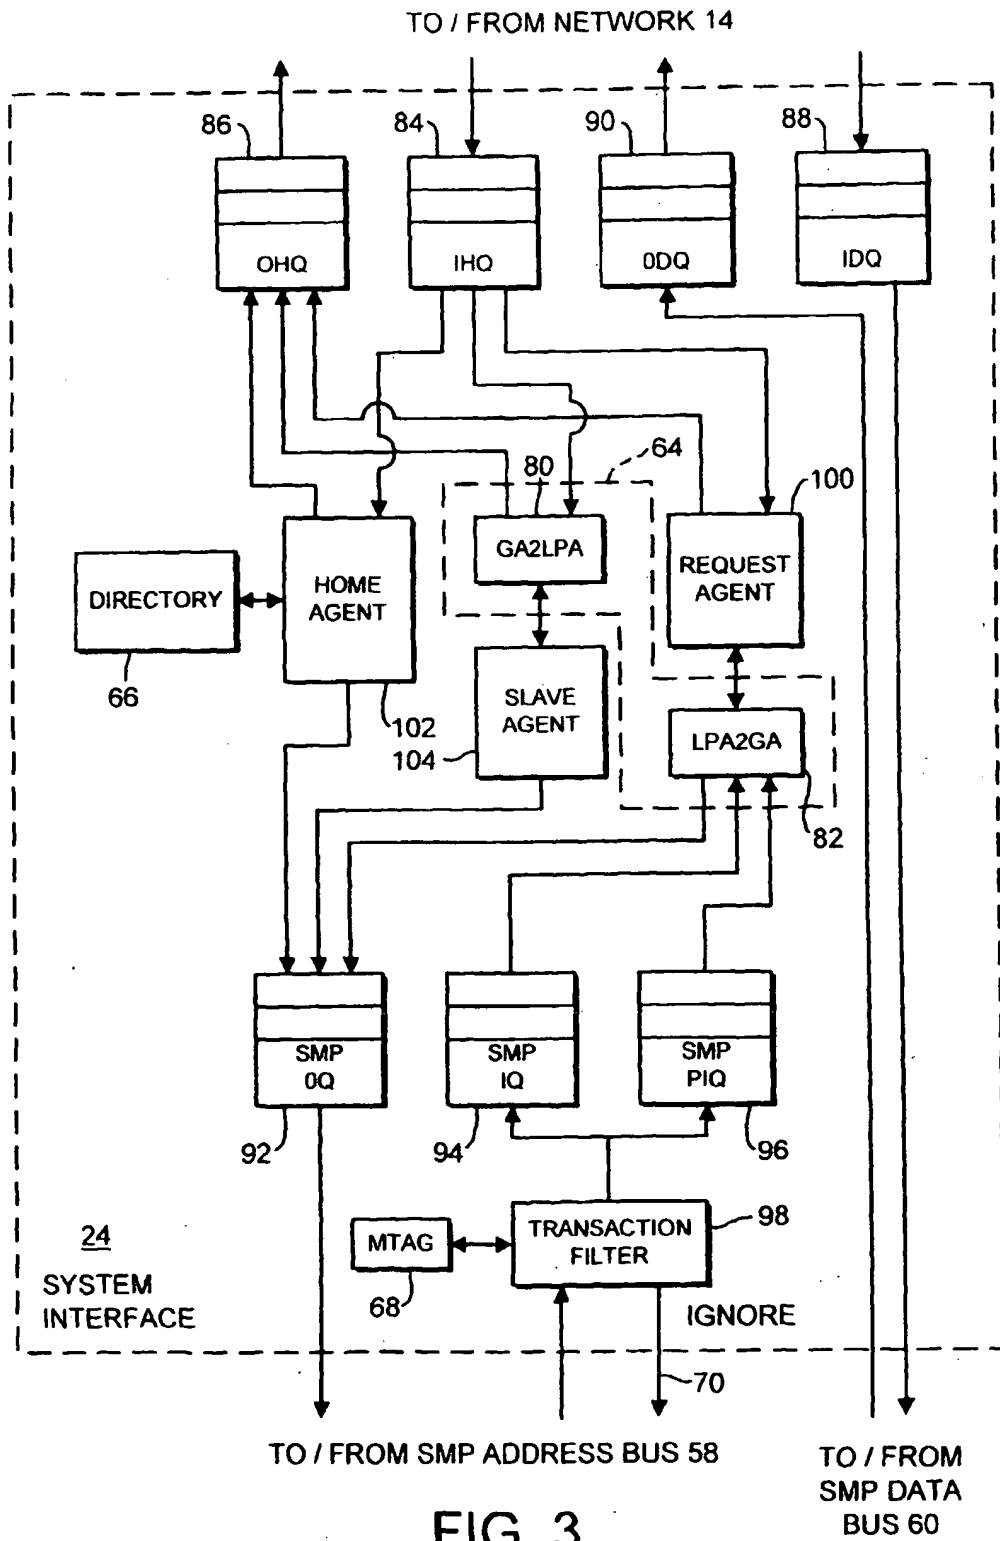 TO / FROM NETWORK 14
86
84
90
88
OHQ
IHQ
0DQ
IDQ
64
80
100
GA2LPA
REQUEST
AGENT
HOME
AGENT
DIRECTORY
66
SLAVE
AGENT
102
104
LPA2GA
82
SMP
0Q
SMP
IQ
SMP
PIQ
92
94
96
98
TRANSACTION
FILTER
MTAG
68
24
SYSTEM
INTERFACE
IGNORE
70
TO / FROM SMP ADDRESS BUS 58
TO / FROM
SMP DATA
BUS 60
FIG. 3